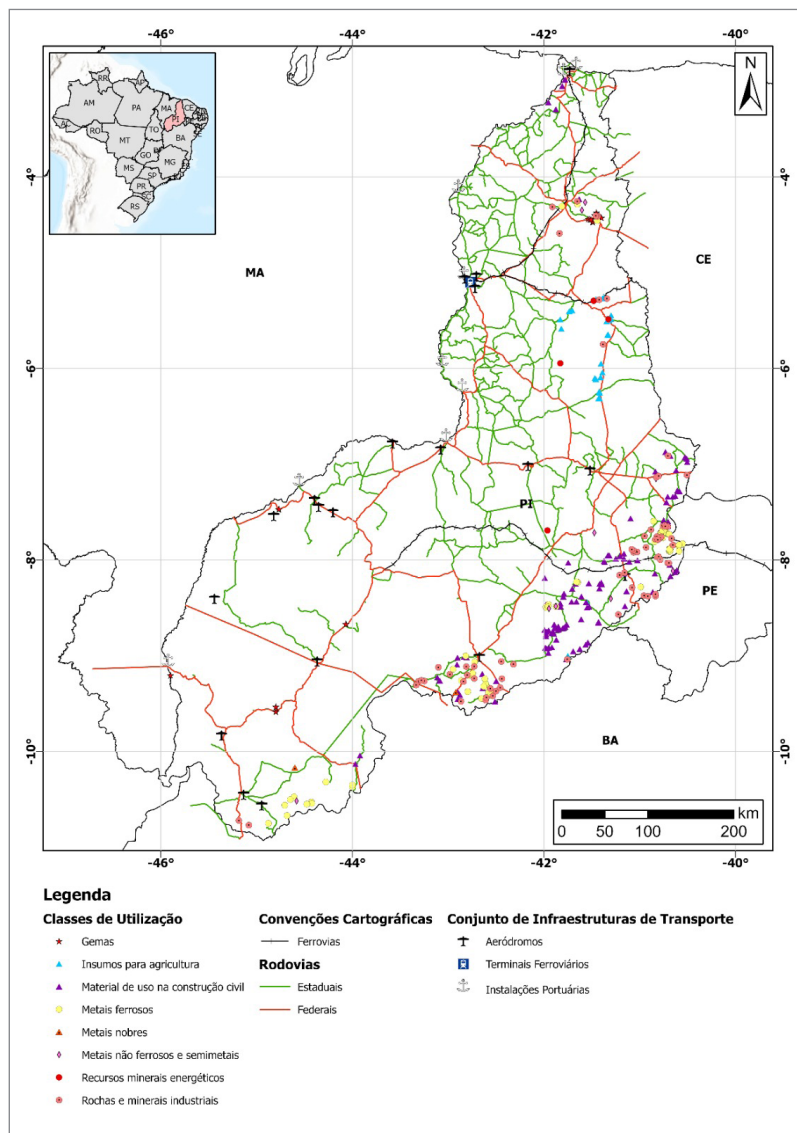 RR
AP
AM
PA
MA
CE
PI
AC
RO
TO
BA
MT
GO
MG
MS
SP
PR
RS
-46°
-44°
-42°
-40°
N
-4°
-4°
MA
CE
-6°
-6°
PI
-8°
-8°
PE
BA
-10°
-10°
km
0 50 100 200
-46°
-44°
-42°
-40°
Legenda
Classes de Utilização
Gemas
Insumos para agricultura
Material de uso na construção civil
Metais ferrosos
Metais nobres
Metais não ferrosos e semimetais
Recursos minerais energéticos
Rochas e minerais industriais
Convenções Cartográficas
Ferrovias
Rodovias
Estaduais
Federais
Conjunto de Infraestruturas de Transporte
Aeródromos
Terminais Ferroviários
Instalações Portuárias